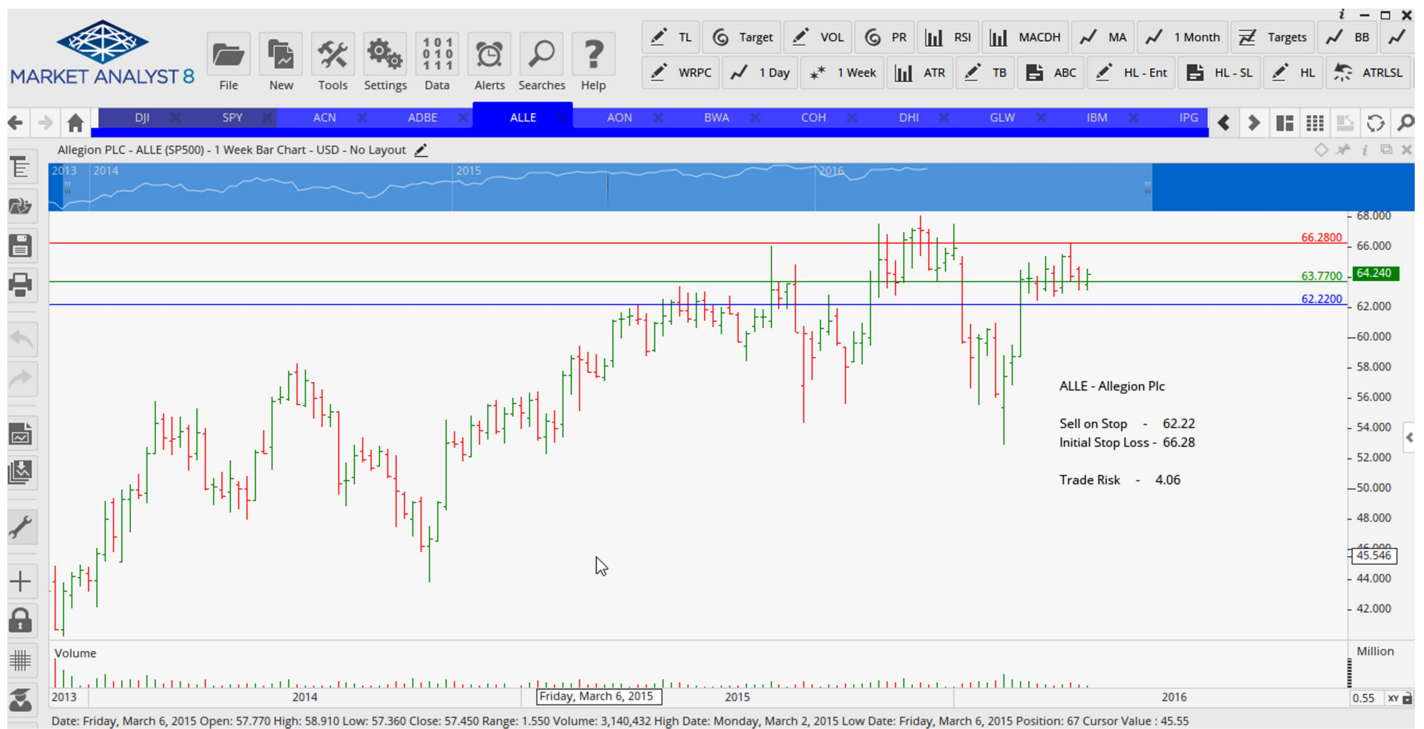 i
TL Target VOL PR RSI MACDH MA 1 Month Targets BB
WRPC 1 Day 1 Week ATR TB ABC HL - Ent HL - SL HL ATRLSL
MARKET ANALYST 8
101
010
111
File New Tools Settings Data Alerts Searches Help
DJI SPY ACN ADBE ALLE AON BWA COH DHI GLW IBM IPG
Allegion PLC - ALLE (SP500) - 1 Week Bar Chart - USD - No Layout
i
2013 2014 2015 2016
68.000
66.2800
66.000
64.240
63.7700
62.2200
62.000
60.000
58.000
56.000
54.000
52.000
50.000
48.000
45.546
44.000
42.000
ALLE - Allegion Plc
Sell on Stop - 62.22
Initial Stop Loss - 66.28
Trade Risk - 4.06
Volume
Million
2013 2014 Friday, March 6, 2015 2015 2016 0.55 XY
Date: Friday, March 6, 2015 Open: 57.770 High: 58.910 Low: 57.360 Close: 57.450 Range: 1.550 Volume: 3,140,432 High Date: Monday, March 2, 2015 Low Date: Friday, March 6, 2015 Position: 67 Cursor Value : 45.55